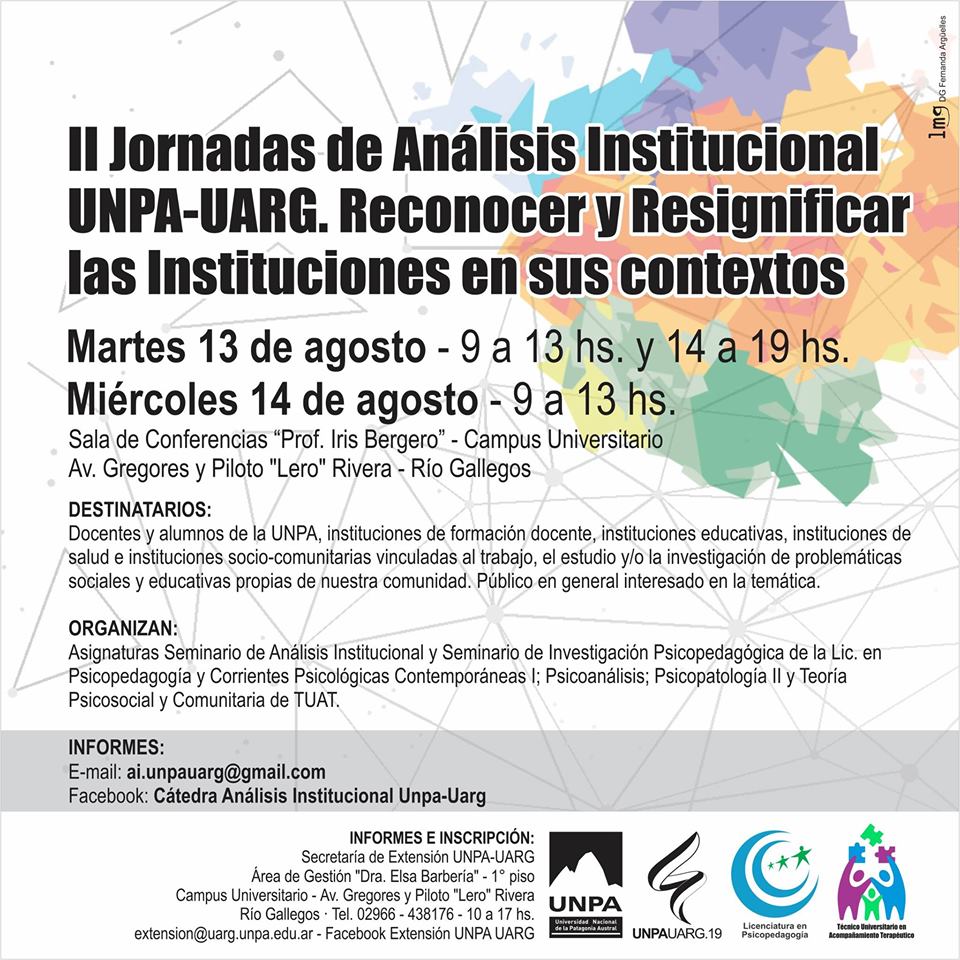 lmg DG Fernanda Argüelles
II Jornadas de Análisis Institucional
UNPA-UARG. Reconocer y Resignificar
las Instituciones en sus contextos
Martes 13 de agosto - 9 a 13 hs. y 14 a 19 hs.
Miércoles 14 de agosto - 9 a 13 hs.
Sala de Conferencias “Prof. Iris Bergero” - Campus Universitario
Av. Gregores y Piloto "Lero" Rivera - Río Gallegos
DESTINATARIOS:
Docentes y alumnos de la UNPA, instituciones de formación docente, instituciones educativas, instituciones de
salud e instituciones socio-comunitarias vinculadas al trabajo, el estudio y/o la investigación de problemáticas
sociales y educativas propias de nuestra comunidad. Público en general interesado en la temática.
ORGANIZAN:
Asignaturas Seminario de Análisis Institucional y Seminario de Investigación Psicopedagógica de la Lic. en
Psicopedagogía y Corrientes Psicológicas Contemporáneas I; Psicoanálisis; Psicopatología II y Teoría
Psicosocial y Comunitaria de TUAT.
INFORMES:
E-mail: ai.unpauarg@gmail.com
Facebook: Cátedra Análisis Institucional Unpa-Uarg
INFORMES E INSCRIPCIÓN:
Secretaría de Extensión UNPA-UARG
Área de Gestión "Dra. Elsa Barbería" - 1° piso
Campus Universitario - Av. Gregores y Piloto "Lero" Rivera
Río Gallegos · Tel. 02966 - 438176 - 10 a 17 hs.
extension@uarg.unpa.edu.ar - Facebook Extensión UNPA UARG
UNPA
Universidad Nacional
de la Patagonia Austral
UNPAUARG.19
Licenciatura en
Psicopedagogía
Técnico Universitario en
Acompañamiento Terapéutico